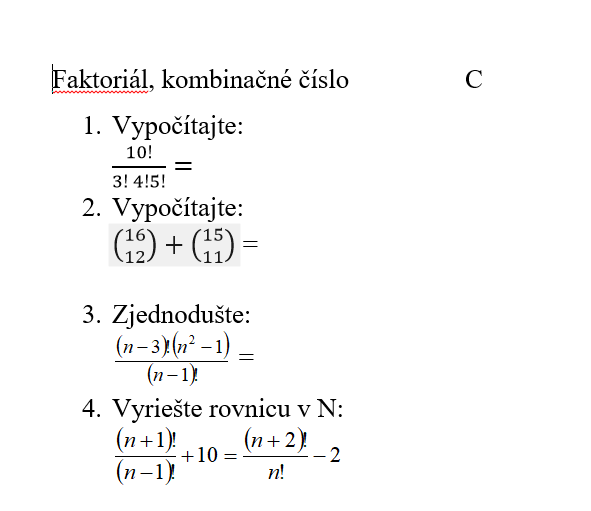 Faktoriál, kombinačné číslo C
1. Vypočítajte:
10!/(3! 4!5!) =
2. Vypočítajte:
(16 12) + (15 11) =
3. Zjednodušte:
(n−3)!(n²−1)/(n−1)! =
4. Vyriešte rovnicu v N:
(n+1)!/(n−1)! +10 = (n+2)!/n! −2